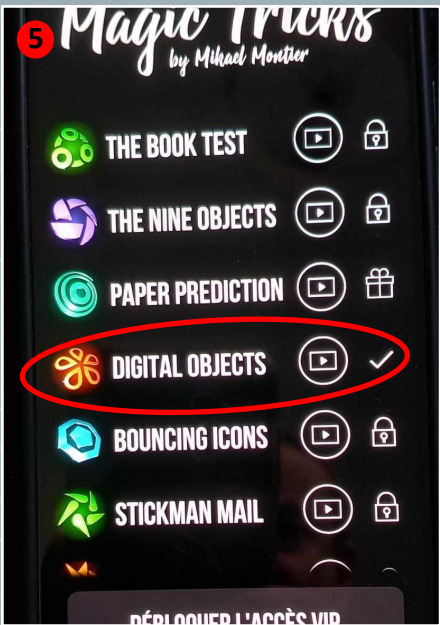 5
Magic Tricks
by Mikael Montier
THE BOOK TEST
THE NINE OBJECTS
PAPER PREDICTION
DIGITAL OBJECTS
BOUNCING ICONS
STICKMAN MAIL
DÉBLOQUER L'ACCÈS VIP